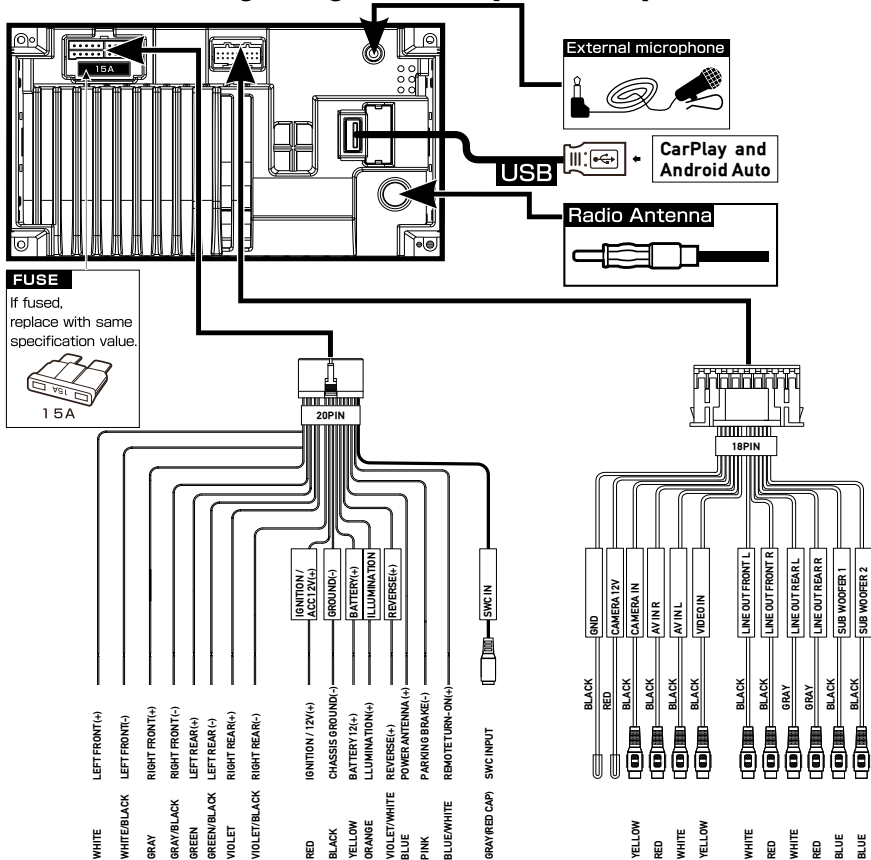 15A
External microphone
CarPlay and
Android Auto
USB
Radio Antenna
FUSE
If fused,
replace with same
specification value.
15A
15A
20PIN
18PIN
IGNITION /
ACC12V(+)
GROUND(-)
BATTERY(+)
ILLUMINATION
REVERSE(+)
SWC IN
GND
CAMERA 12V
CAMERA IN
AV IN R
AV IN L
VIDEO IN
LINE OUT FRONT L
LINE OUT FRONT R
LINE OUT REAR L
LINE OUT REAR R
SUB WOOFER 1
SUB WOOFER 2
BLACK
RED
BLACK
BLACK
BLACK
BLACK
BLACK
BLACK
GRAY
GRAY
BLACK
BLACK
WHITE LEFT FRONT(+)
WHITE/BLACK LEFT FRONT(-)
GRAY RIGHT FRONT(+)
GRAY/BLACK RIGHT FRONT(-)
GREEN LEFT REAR(+)
GREEN/BLACK LEFT REAR(-)
VIOLET RIGHT REAR(+)
VIOLET/BLACK RIGHT REAR(-)
RED IGNITION / 12V(+)
BLACK CHASSIS GROUND(-)
YELLOW BATTERY 12(+)
ORANGE LLUMINATION(+)
VIOLET/WHITE REVERSE(+)
BLUE POWER ANTENNA (+)
PINK PARKING BRAKE(-)
BLUE/WHITE REMOTE TURN-ON(+)
GRAY(RED CAP) SWC INPUT
YELLOW
RED
WHITE
YELLOW
WHITE
RED
WHITE
RED
BLUE
BLUE